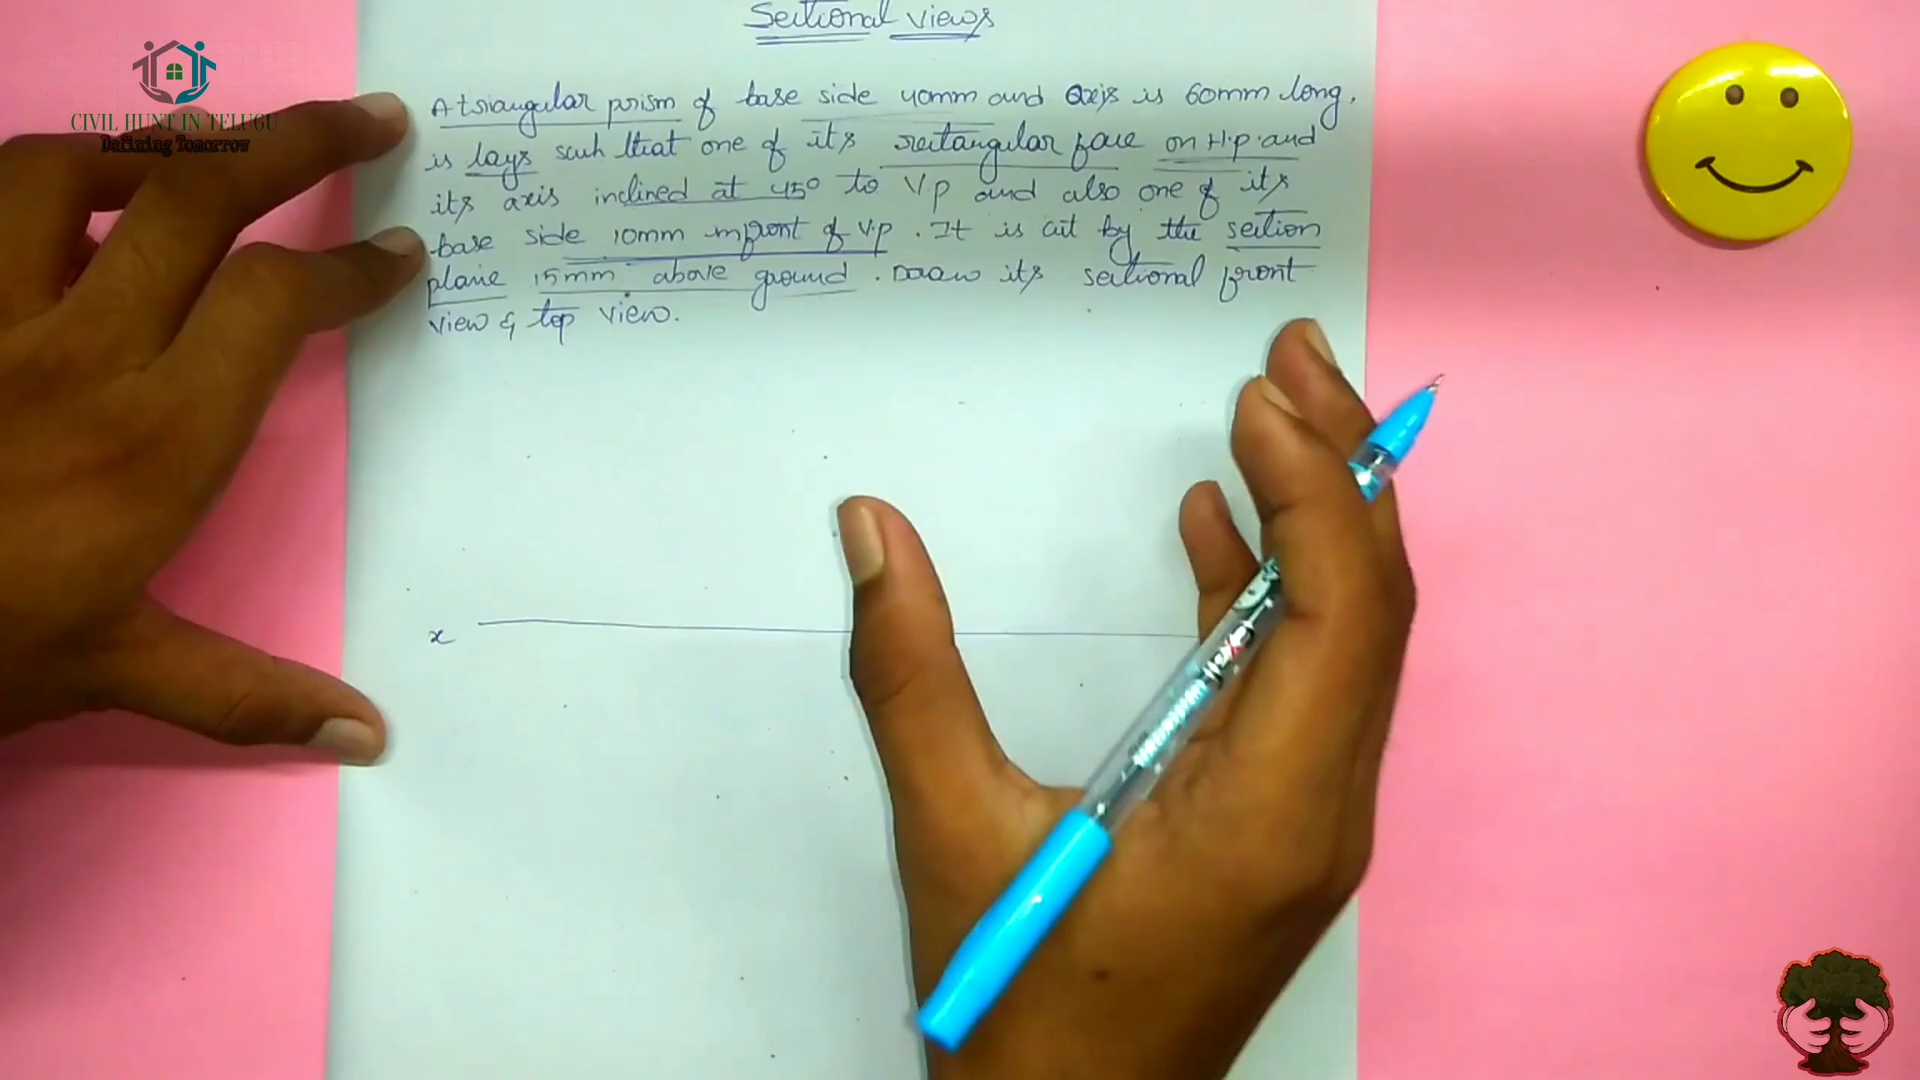 Sectional views
CIVIL HUNT IN TELUGU
Defining Tomorrow
A triangular prism of base side 40mm and axis is 60mm long,
is lays such that one of its rectangular face on H.p. and
its axis inclined at 45° to V.p and also one of its
base side 10mm infront of V.p. It is cut by the section
plane 15mm above ground. Draw its sectional front
view & top view.
x